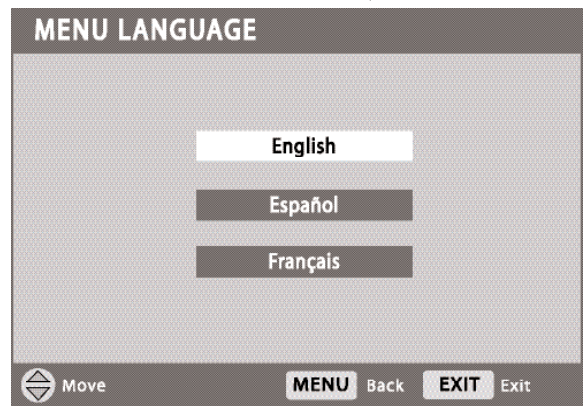 MENU LANGUAGE
English
Español
Français
Move MENU Back EXIT Exit